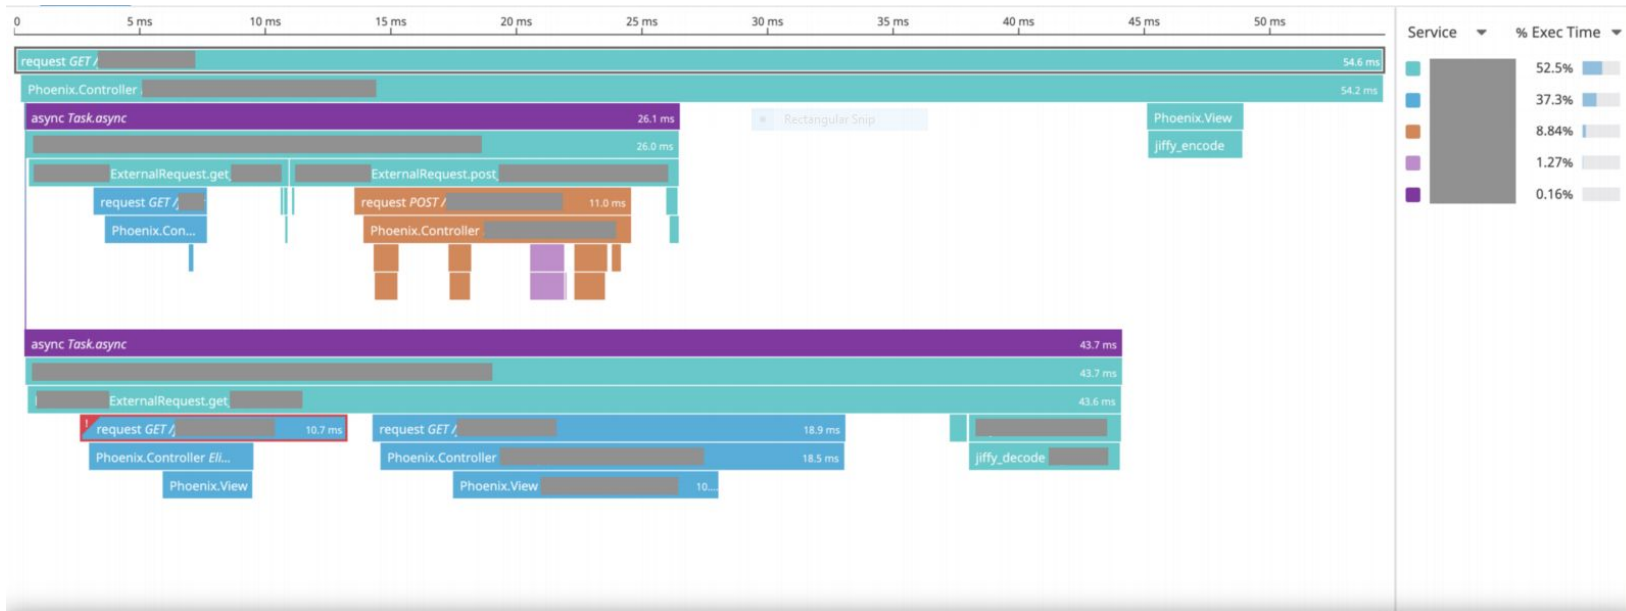 0 5 ms 10 ms 15 ms 20 ms 25 ms 30 ms 35 ms 40 ms 45 ms 50 ms
Service % Exec Time
request GET / 54.6 ms
52.5%
Phoenix.Controller 54.2 ms
37.3%
async Task.async 26.1 ms Rectangular Snip Phoenix.View
8.84%
26.0 ms jiffy_encode
1.27%
ExternalRequest.get ExternalRequest.post
0.16%
request GET / request POST / 11.0 ms
Phoenix.Con... Phoenix.Controller
async Task.async 43.7 ms
43.7 ms
ExternalRequest.get 43.6 ms
! request GET / 10.7 ms request GET / 18.9 ms
Phoenix.Controller Eli... Phoenix.Controller 18.5 ms jiffy_decode
Phoenix.View Phoenix.View 10...